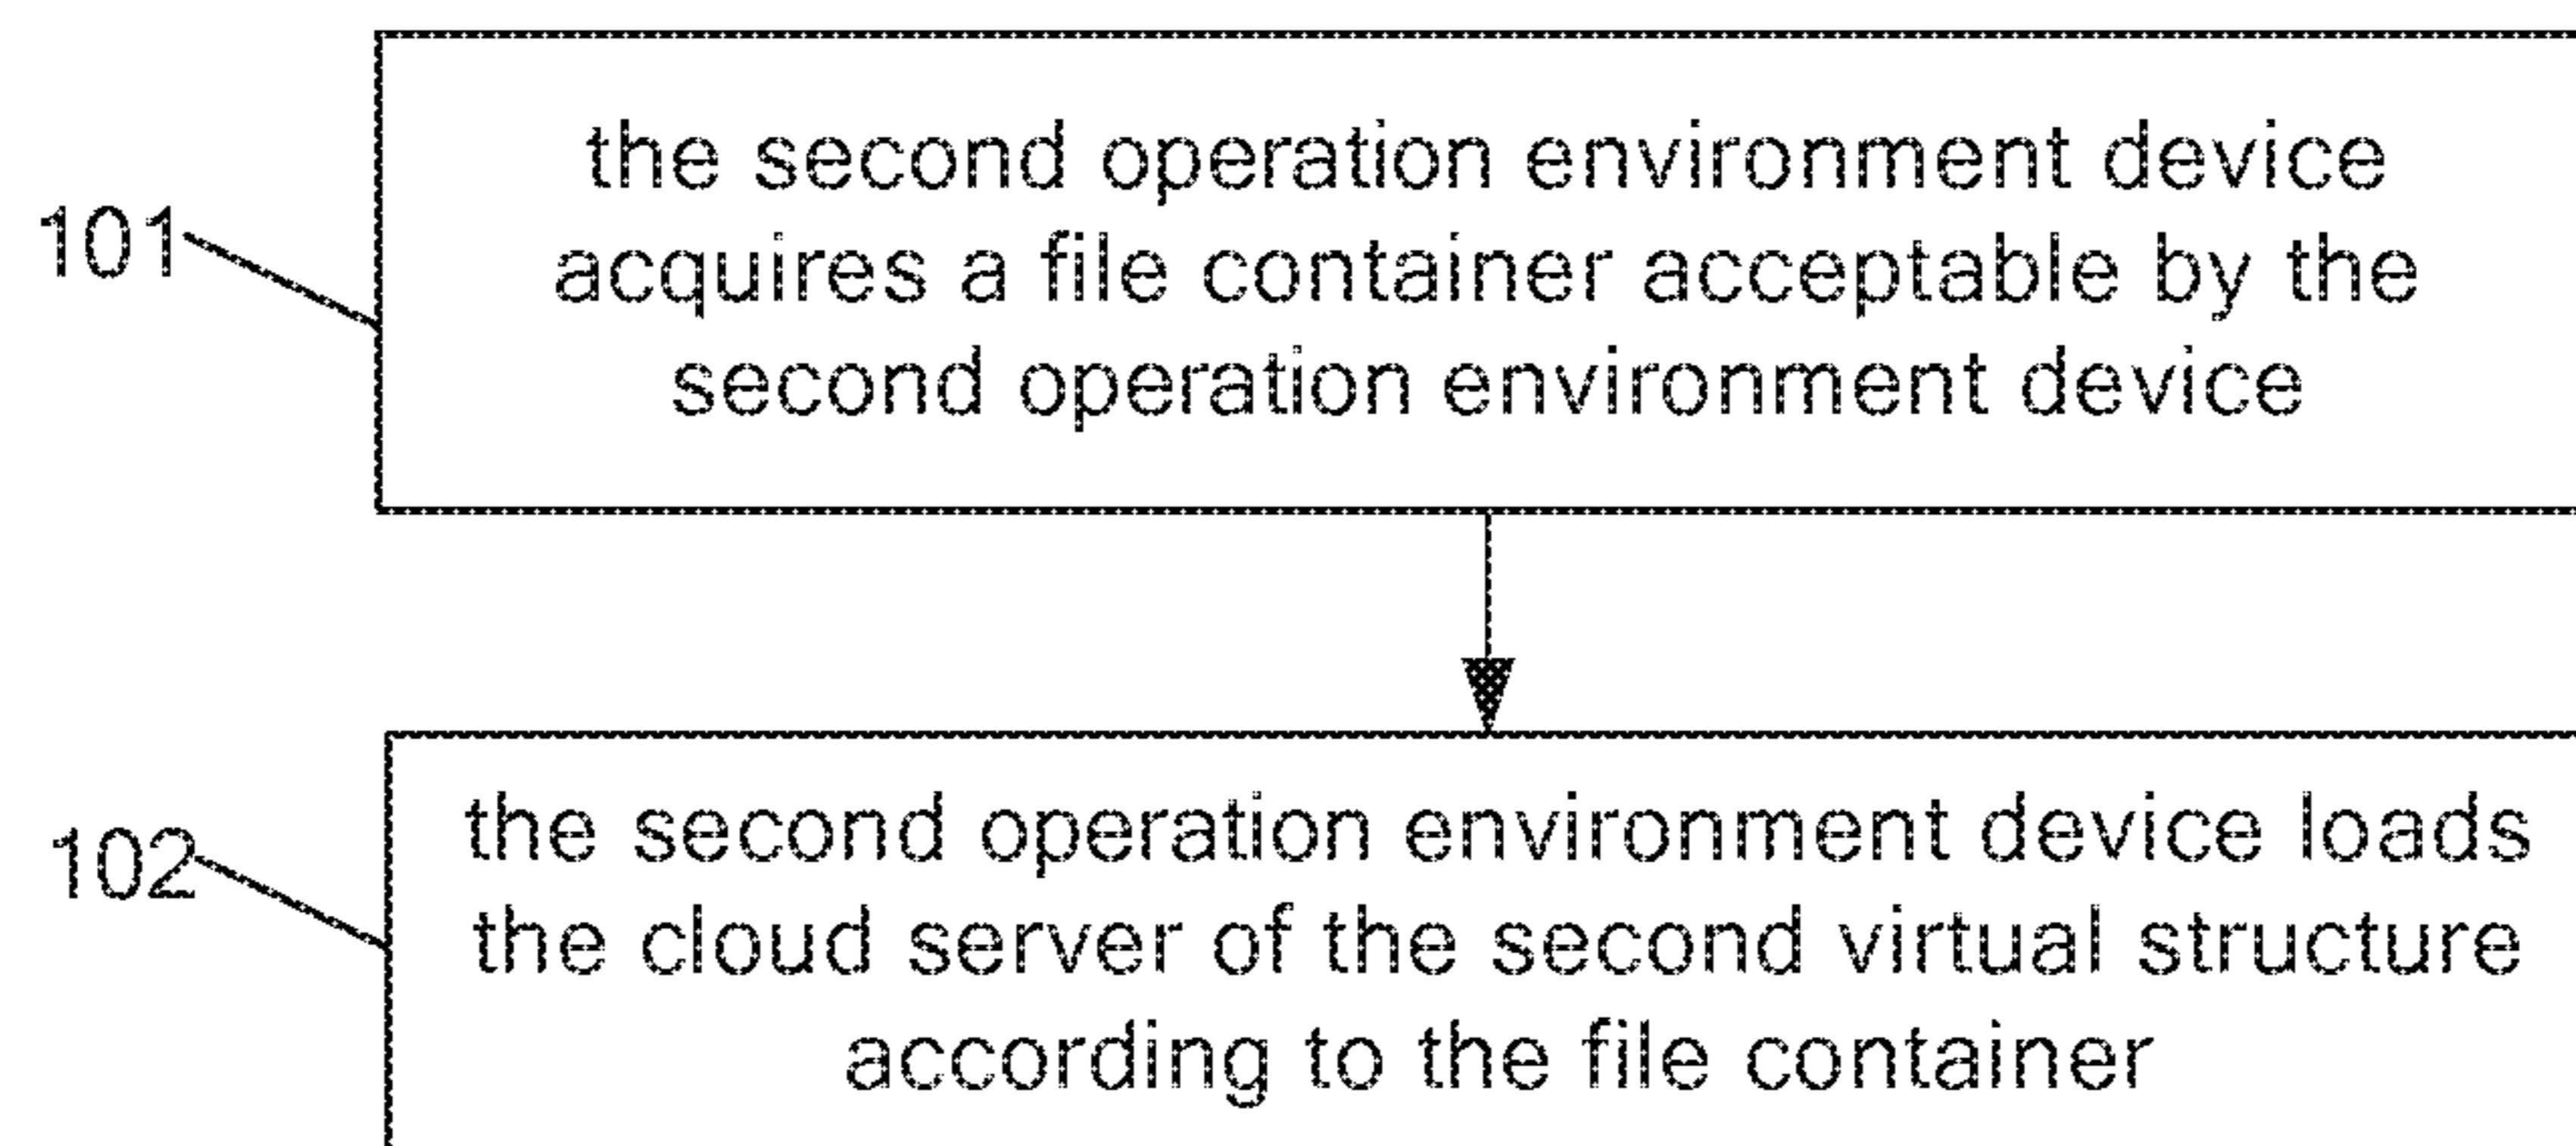 101
the second operation environment device
acquires a file container acceptable by the
second operation environment device
102
the second operation environment device loads
the cloud server of the second virtual structure
according to the file container